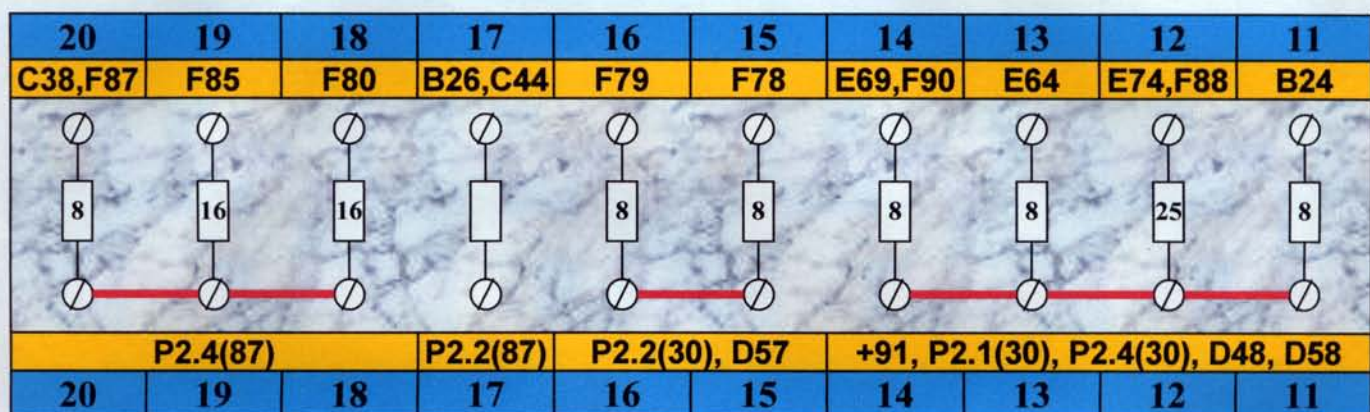 20 19 18 17 16 15 14 13 12 11
C38,F87 F85 F80 B26,C44 F79 F78 E69,F90 E64 E74,F88 B24
8 16 16 8 8 8 8 25 8
P2.4(87) P2.2(87) P2.2(30), D57 +91, P2.1(30), P2.4(30), D48, D58
20 19 18 17 16 15 14 13 12 11